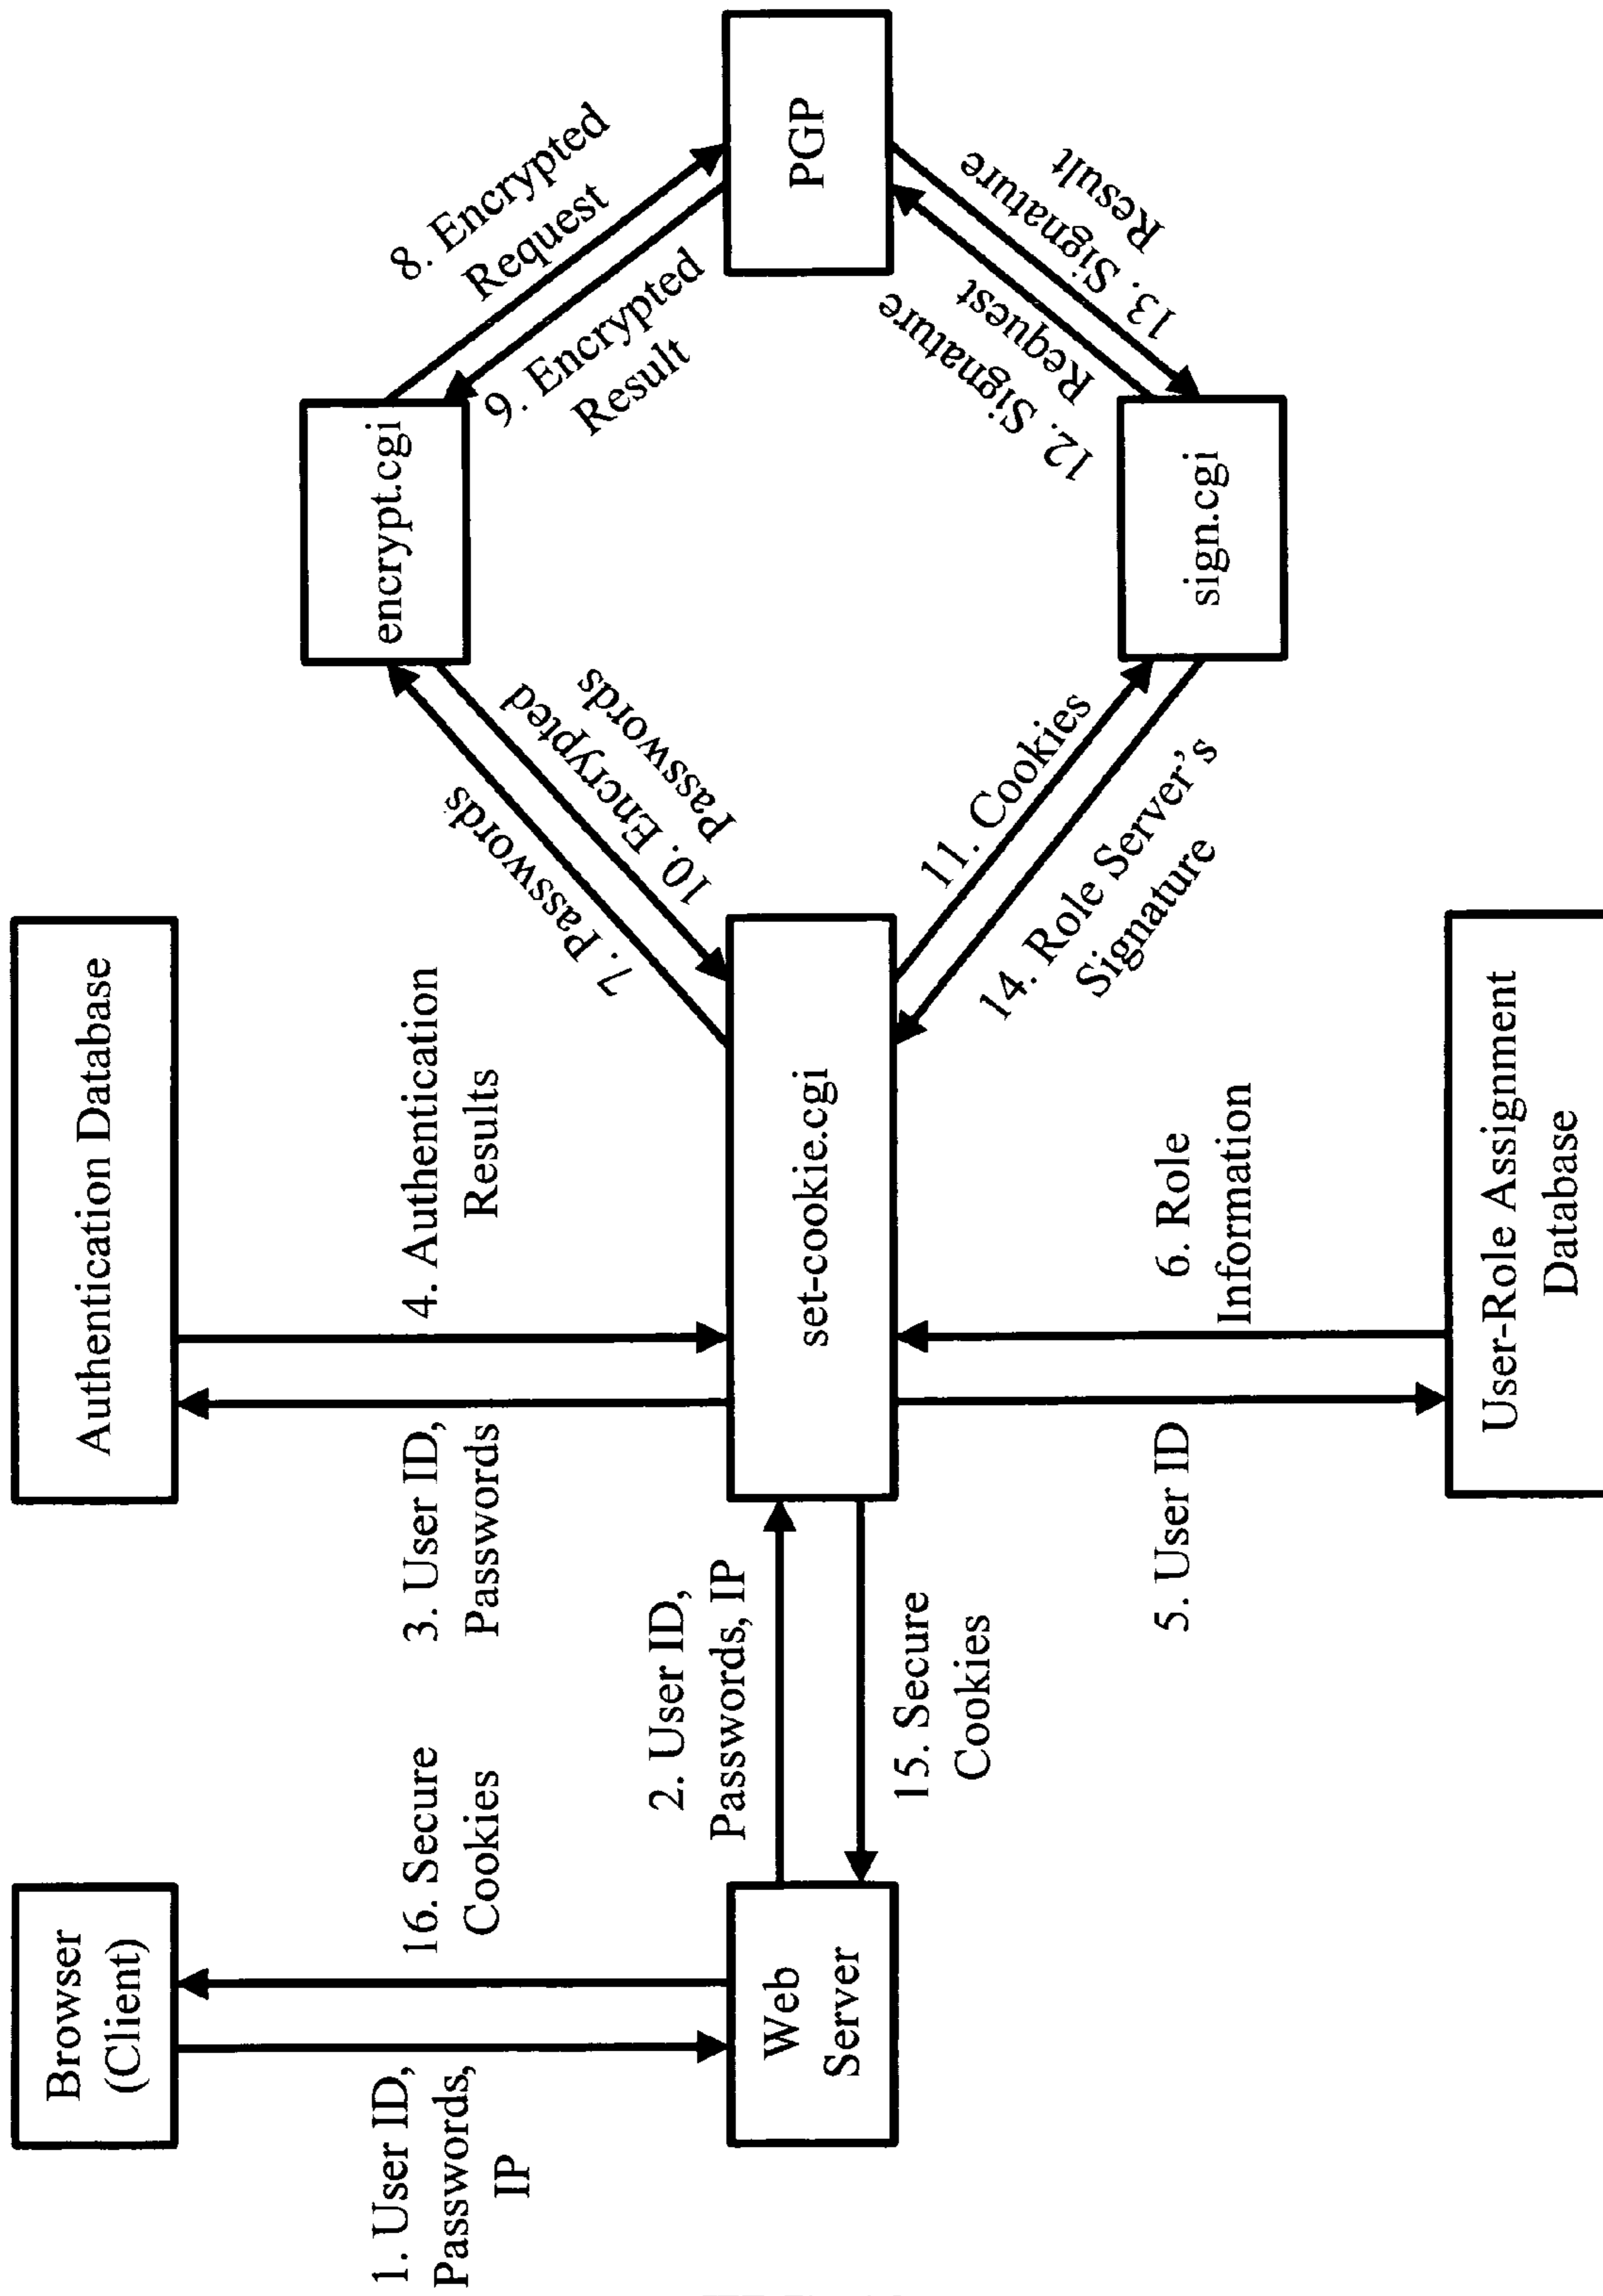 Browser
(Client)
1. User ID,
Passwords,
IP
16. Secure
Cookies
Web
Server
2. User ID,
Passwords, IP
15. Secure
Cookies
Authentication Database
3. User ID,
Passwords
4. Authentication
Results
set-cookie.cgi
5. User ID
6. Role
Information
User-Role Assignment
Database
7. Passwords
10. Encrypted
Passwords
encrypt.cgi
8. Encrypted
Request
9. Encrypted
Result
PGP
11. Cookies
14. Role Server's
Signature
sign.cgi
12. Signature
Request
13. Signature
Result